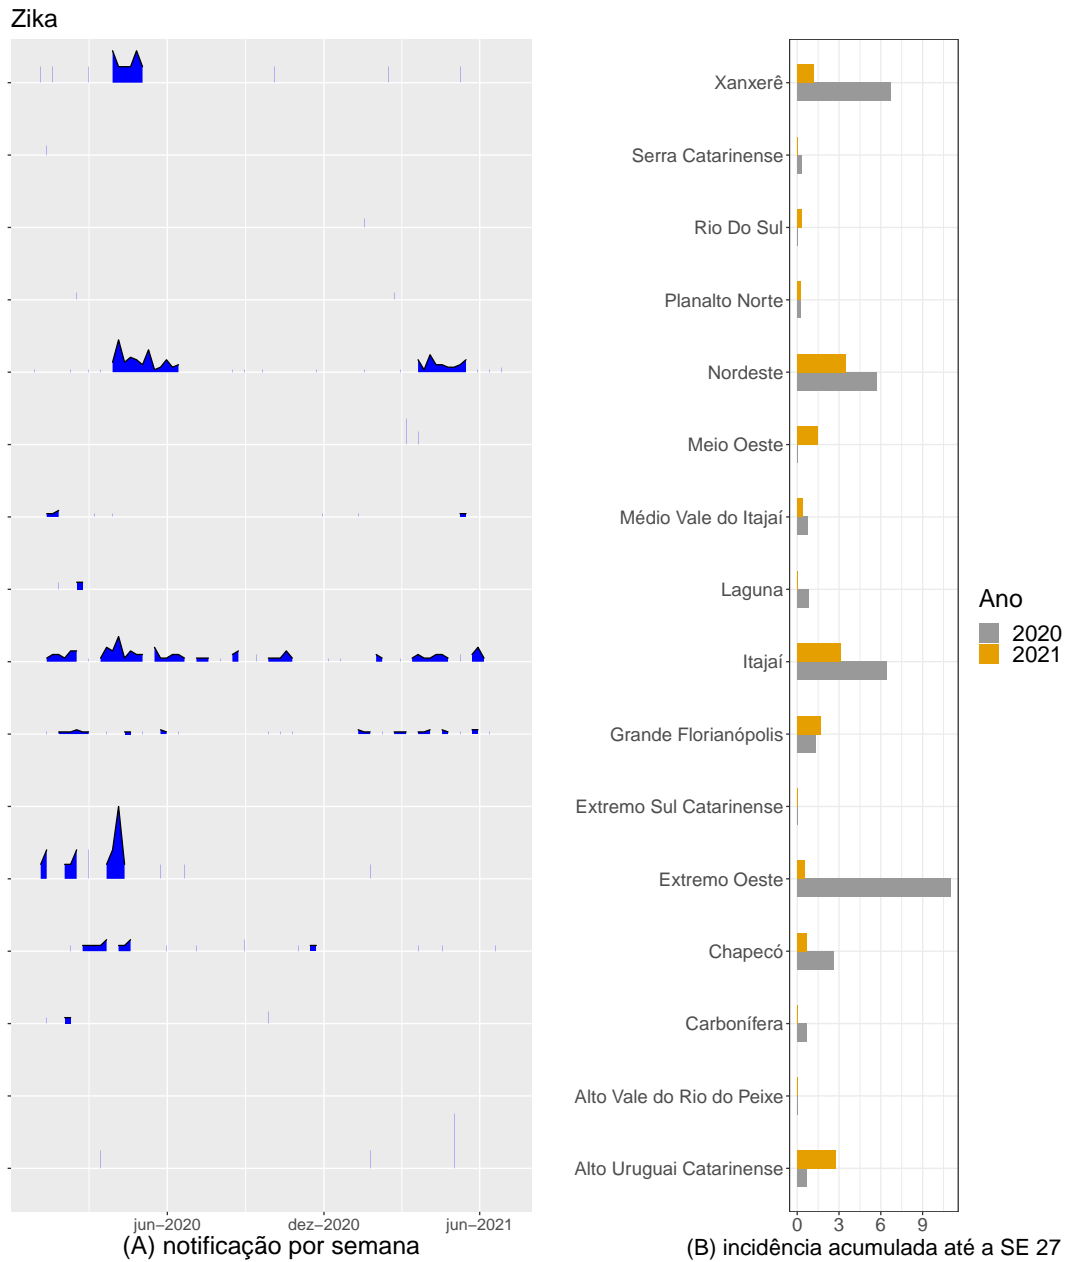 Zika
Xanxerê
Serra Catarinense
Rio Do Sul
Planalto Norte
Nordeste
Meio Oeste
Médio Vale do Itajaí
Laguna
Itajaí
Grande Florianópolis
Extremo Sul Catarinense
Extremo Oeste
Chapecó
Carbonífera
Alto Vale do Rio do Peixe
Alto Uruguai Catarinense
Ano
2020
2021
jun−2020 dez−2020 jun−2021
(A) notificação por semana
0 3 6 9
(B) incidência acumulada até a SE 27